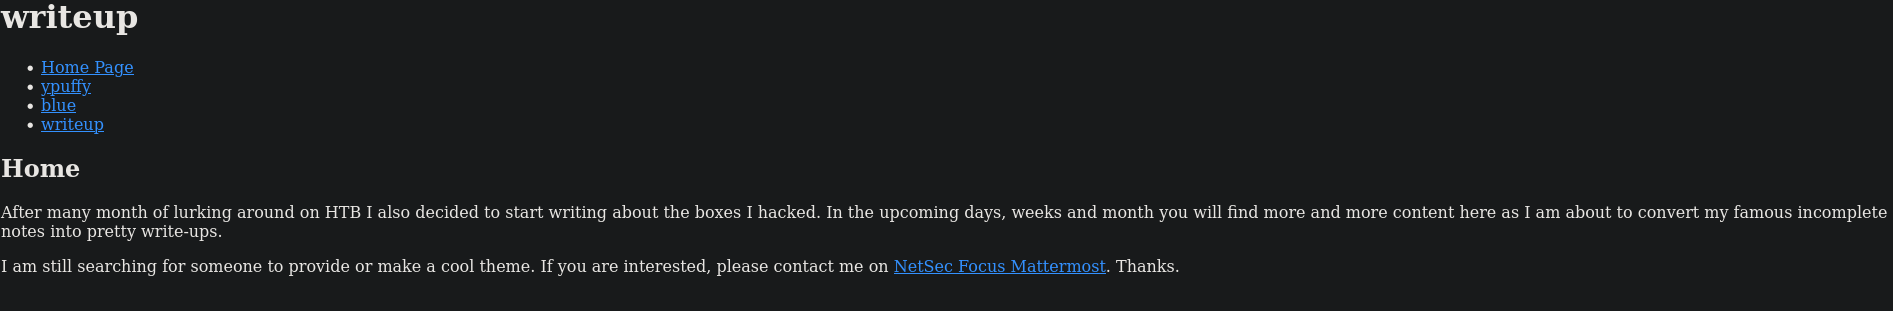 writeup
Home Page
ypuffy
blue
writeup
Home
After many month of lurking around on HTB I also decided to start writing about the boxes I hacked. In the upcoming days, weeks and month you will find more and more content here as I am about to convert my famous incomplete
notes into pretty write-ups.
I am still searching for someone to provide or make a cool theme. If you are interested, please contact me on NetSec Focus Mattermost. Thanks.